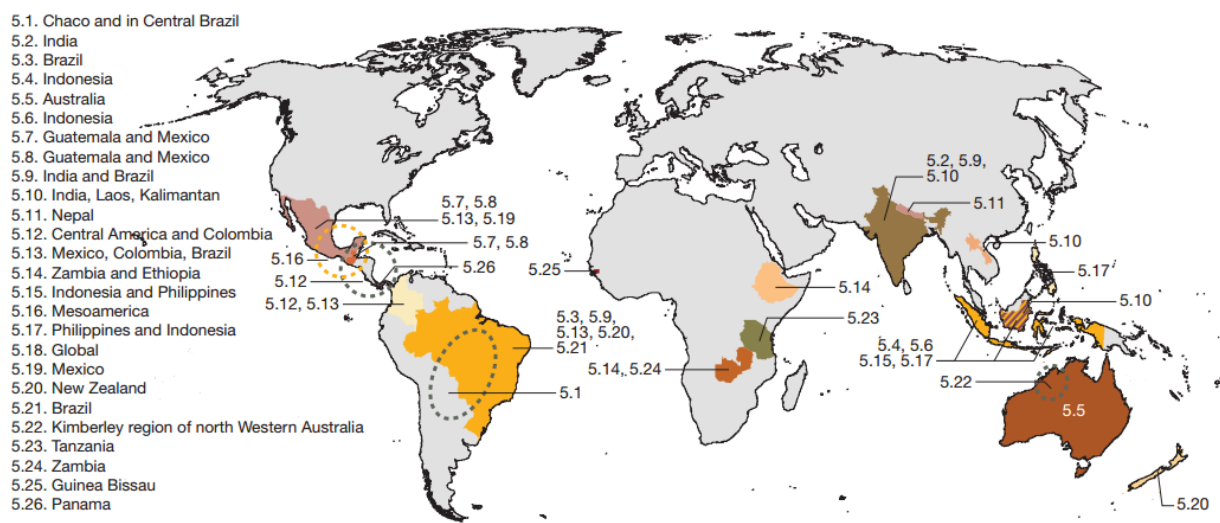 5.1. Chaco and in Central Brazil
5.2. India
5.3. Brazil
5.4. Indonesia
5.5. Australia
5.6. Indonesia
5.7. Guatemala and Mexico
5.8. Guatemala and Mexico
5.9. India and Brazil
5.10. India, Laos, Kalimantan
5.11. Nepal
5.12. Central America and Colombia
5.13. Mexico, Colombia, Brazil
5.14. Zambia and Ethiopia
5.15. Indonesia and Philippines
5.16. Mesoamerica
5.17. Philippines and Indonesia
5.18. Global
5.19. Mexico
5.20. New Zealand
5.21. Brazil
5.22. Kimberley region of north Western Australia
5.23. Tanzania
5.24. Zambia
5.25. Guinea Bissau
5.26. Panama
5.7, 5.8
5.13, 5.19
5.7, 5.8
5.16
5.26
5.12
5.12, 5.13
5.3, 5.9,
5.13, 5.20,
5.21
5.1
5.25
5.14
5.23
5.14, 5.24
5.2, 5.9,
5.10
5.11
5.10
5.17
5.10
5.4, 5.6
5.15, 5.17
5.22
5.5
5.20